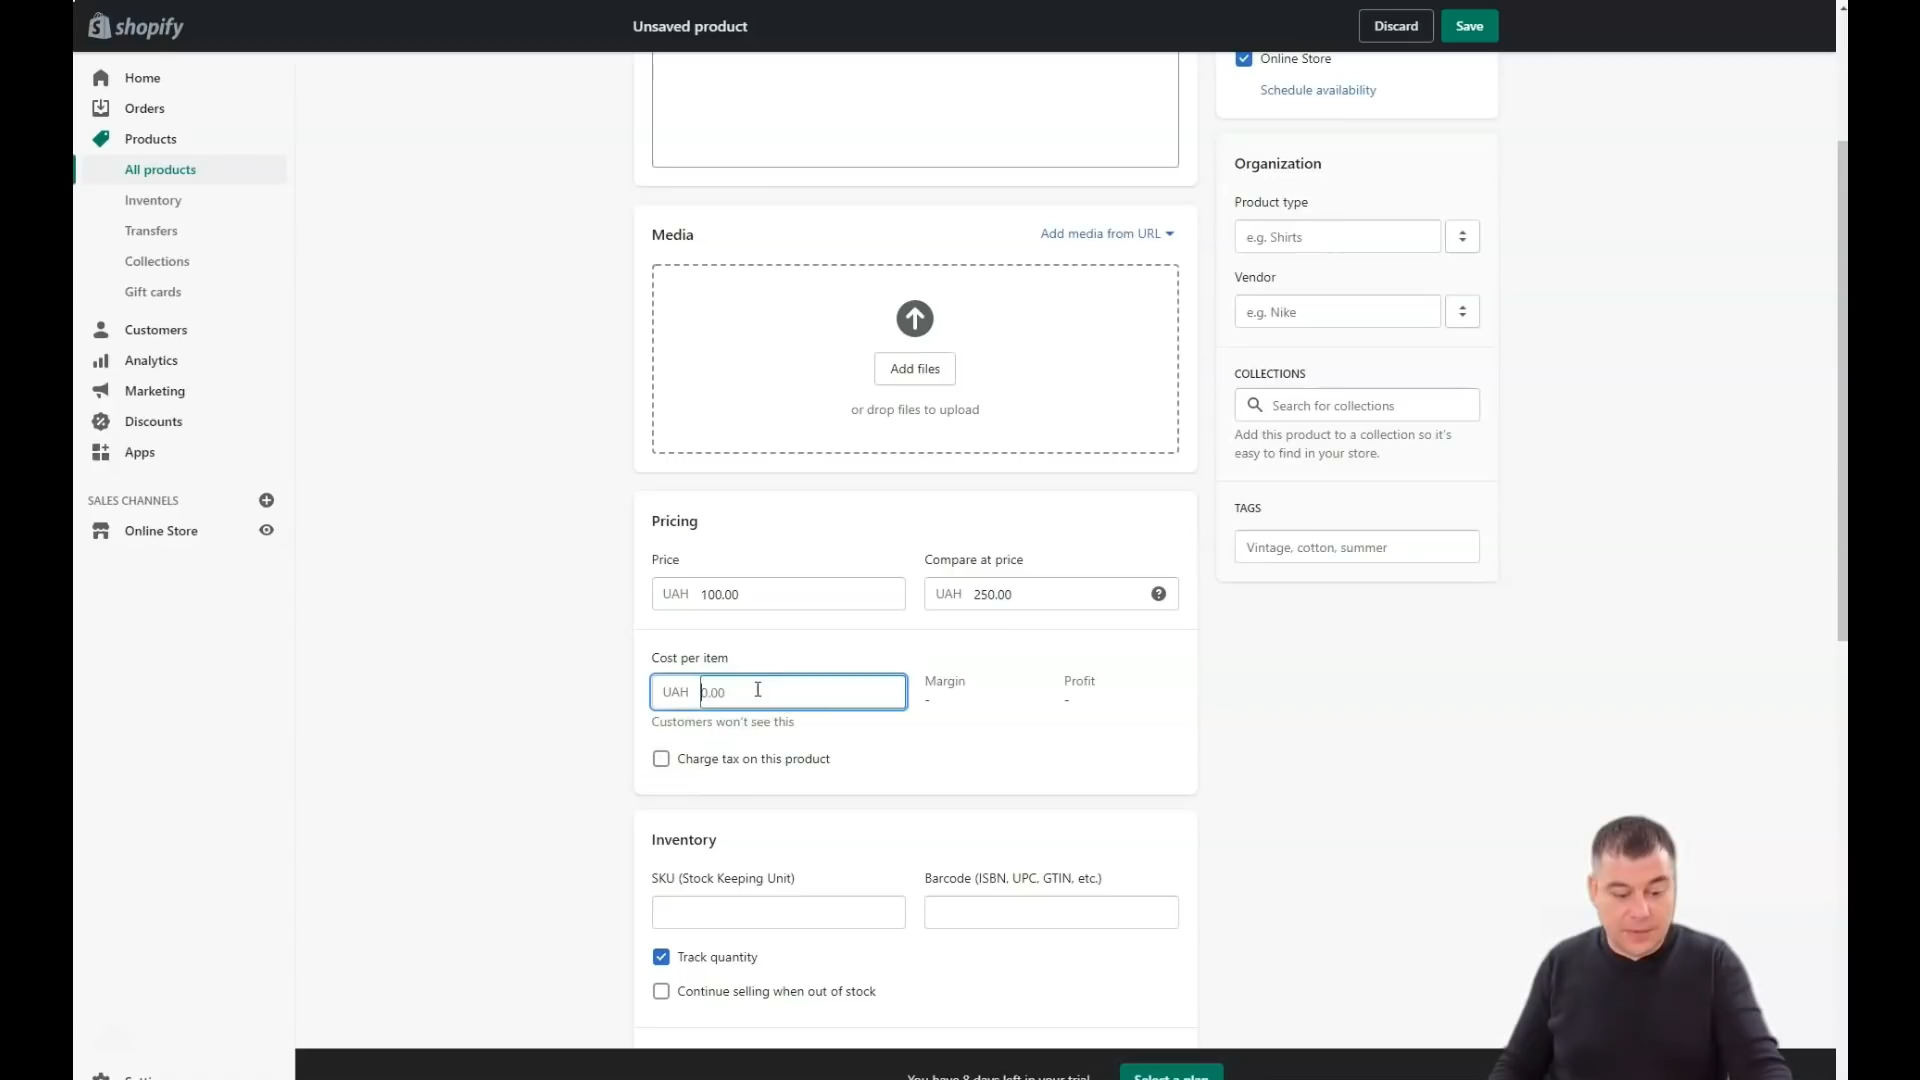 shopify
Unsaved product
Discard
Save
Home
Orders
Products
All products
Inventory
Transfers
Collections
Gift cards
Customers
Analytics
Marketing
Discounts
Apps
SALES CHANNELS
Online Store
Media
Add media from URL
Add files
or drop files to upload
Pricing
Price
Compare at price
UAH 100.00
UAH 250.00
?
Cost per item
UAH 0.00
Margin
-
Profit
-
Customers won't see this
Charge tax on this product
Inventory
SKU (Stock Keeping Unit)
Barcode (ISBN, UPC, GTIN, etc.)
Track quantity
Continue selling when out of stock
Online Store
Schedule availability
Organization
Product type
e.g. Shirts
Vendor
e.g. Nike
COLLECTIONS
Search for collections
Add this product to a collection so it's
easy to find in your store.
TAGS
Vintage, cotton, summer
You have 8 days left in your trial
Select a plan